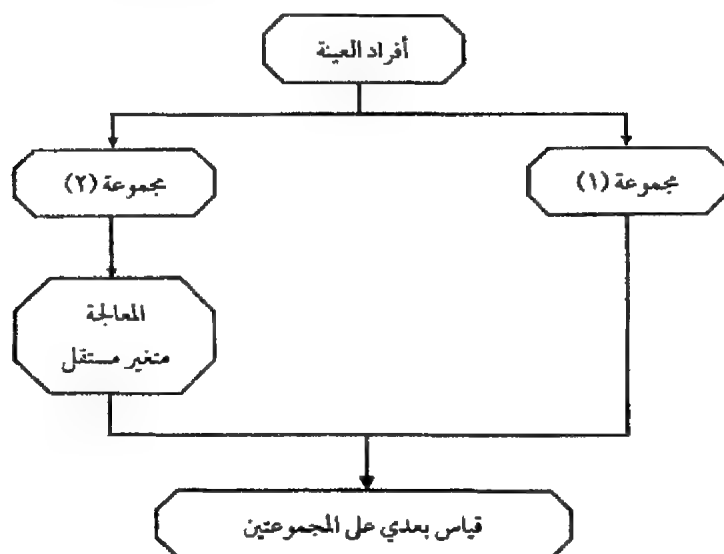 أفراد العينة
مجموعة (١)
مجموعة (٢)
المعالجة
متغير مستقل
قياس بعدي على المجموعتين